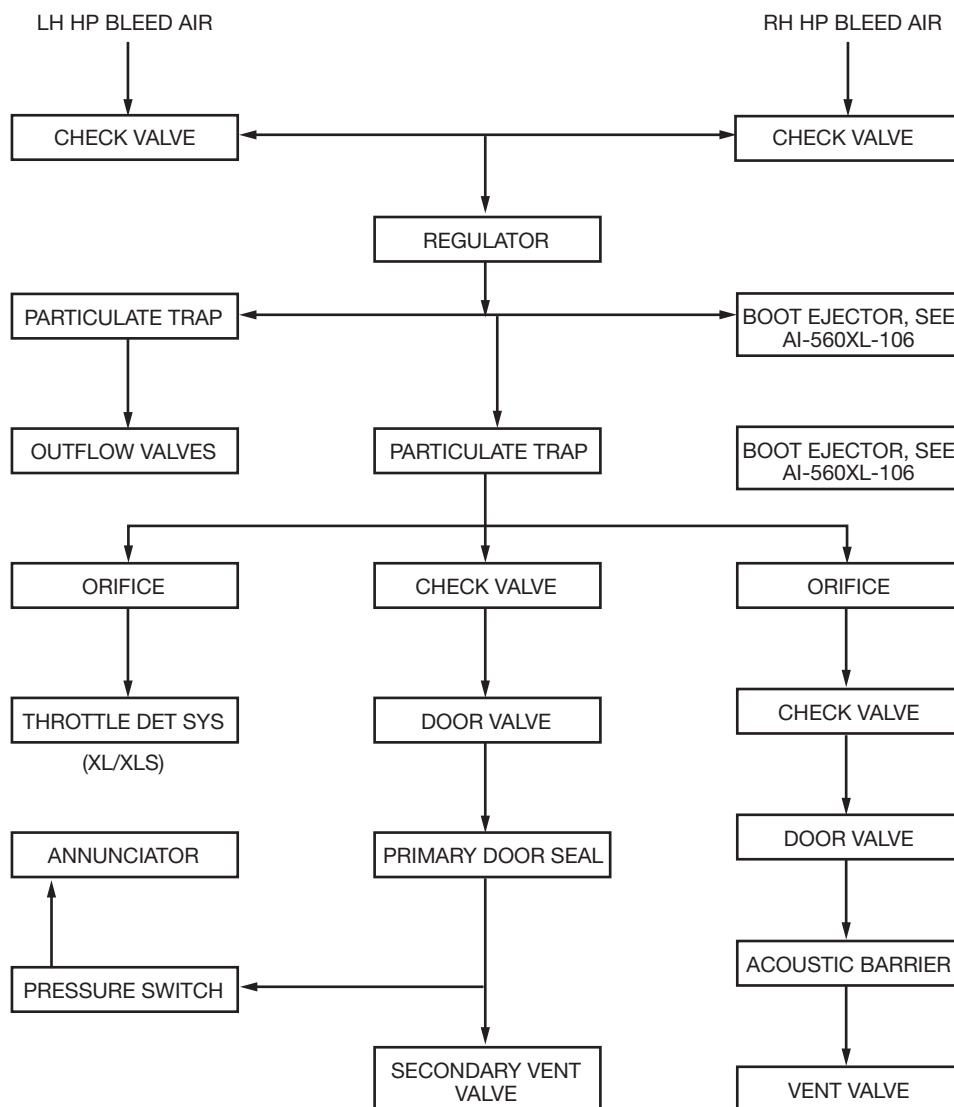 LH HP BLEED AIR
RH HP BLEED AIR
CHECK VALVE
CHECK VALVE
REGULATOR
PARTICULATE TRAP
BOOT EJECTOR, SEE
AI-560XL-106
OUTFLOW VALVES
PARTICULATE TRAP
BOOT EJECTOR, SEE
AI-560XL-106
ORIFICE
CHECK VALVE
ORIFICE
THROTTLE DET SYS
(XL/XLS)
DOOR VALVE
CHECK VALVE
ANNUNCIATOR
PRIMARY DOOR SEAL
DOOR VALVE
PRESSURE SWITCH
ACOUSTIC BARRIER
SECONDARY VENT
VALVE
VENT VALVE